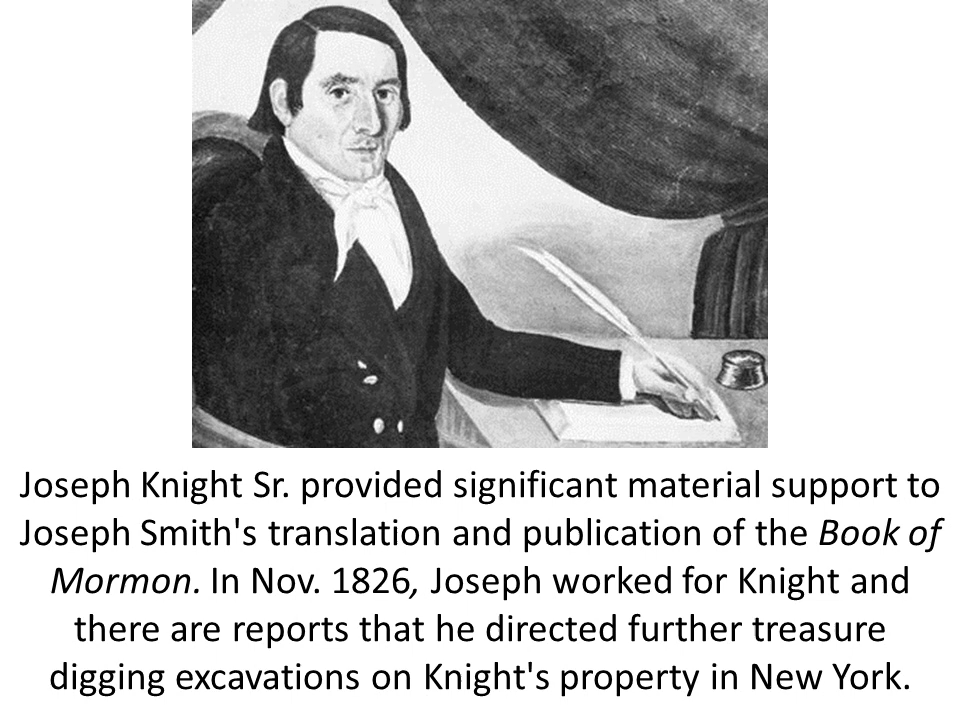 Joseph Knight Sr. provided significant material support to
Joseph Smith's translation and publication of the Book of
Mormon. In Nov. 1826, Joseph worked for Knight and
there are reports that he directed further treasure
digging excavations on Knight's property in New York.